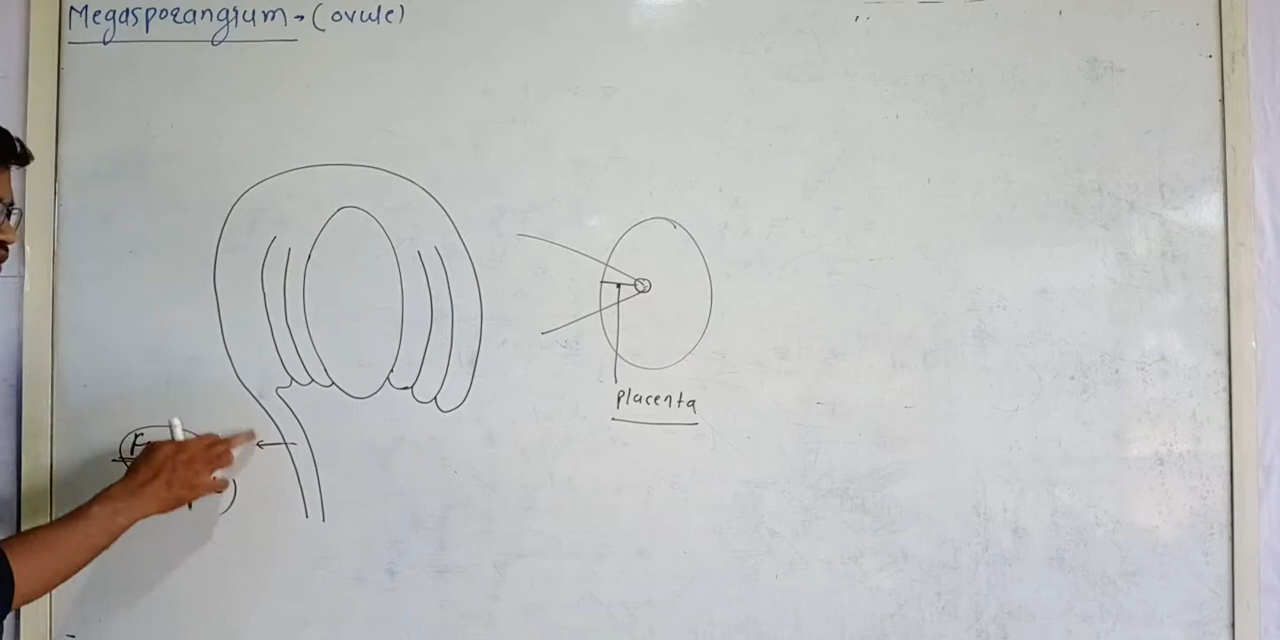 Megasporangium → (ovule)
placenta